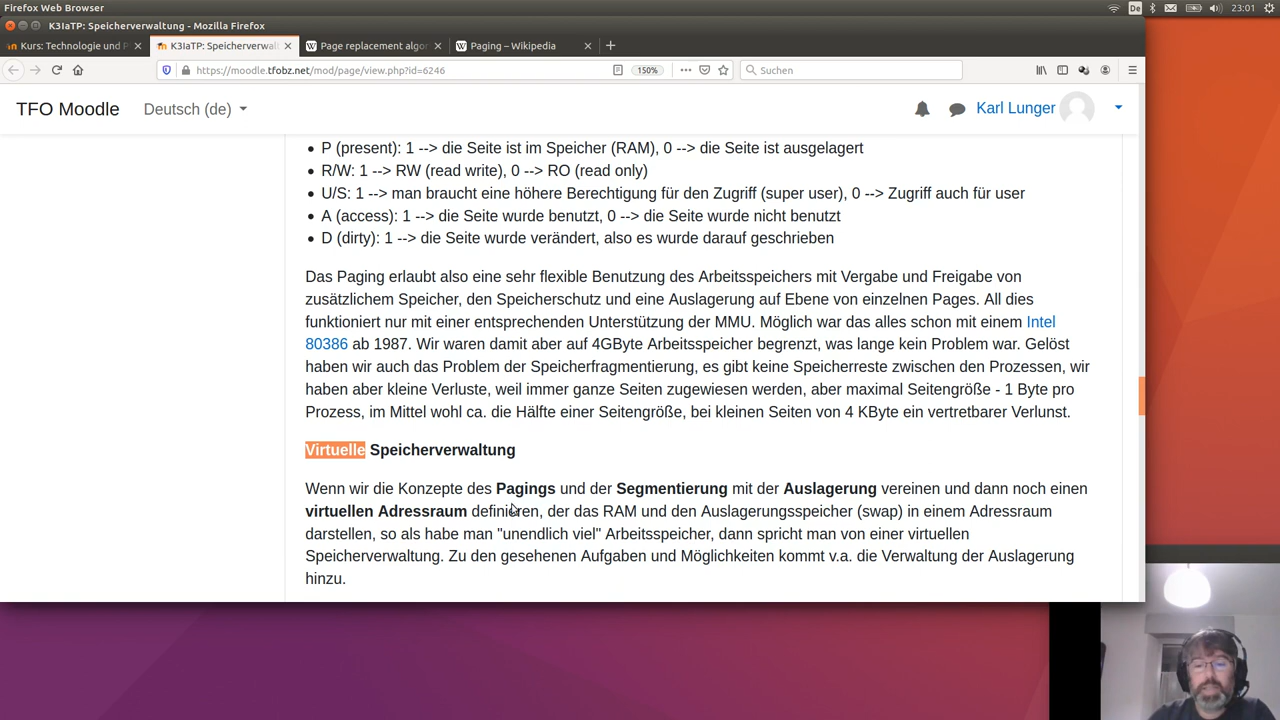 Firefox Web Browser
De
23:01
K3IaTP: Speicherverwaltung - Mozilla Firefox
Kurs: Technologie und P
K3IaTP: Speicherverwal
Page replacement algor
Paging – Wikipedia
https://moodle.tfobz.net/mod/page/view.php?id=6246
150%
Suchen
TFO Moodle
Deutsch (de)
Karl Lunger
• P (present): 1 --> die Seite ist im Speicher (RAM), 0 --> die Seite ist ausgelagert
• R/W: 1 --> RW (read write), 0 --> RO (read only)
• U/S: 1 --> man braucht eine höhere Berechtigung für den Zugriff (super user), 0 --> Zugriff auch für user
• A (access): 1 --> die Seite wurde benutzt, 0 --> die Seite wurde nicht benutzt
• D (dirty): 1 --> die Seite wurde verändert, also es wurde darauf geschrieben
Das Paging erlaubt also eine sehr flexible Benutzung des Arbeitsspeichers mit Vergabe und Freigabe von
zusätzlichem Speicher, den Speicherschutz und eine Auslagerung auf Ebene von einzelnen Pages. All dies
funktioniert nur mit einer entsprechenden Unterstützung der MMU. Möglich war das alles schon mit einem Intel
80386 ab 1987. Wir waren damit aber auf 4GByte Arbeitsspeicher begrenzt, was lange kein Problem war. Gelöst
haben wir auch das Problem der Speicherfragmentierung, es gibt keine Speicherreste zwischen den Prozessen, wir
haben aber kleine Verluste, weil immer ganze Seiten zugewiesen werden, aber maximal Seitengröße - 1 Byte pro
Prozess, im Mittel wohl ca. die Hälfte einer Seitengröße, bei kleinen Seiten von 4 KByte ein vertretbarer Verlunst.
Virtuelle Speicherverwaltung
Wenn wir die Konzepte des Pagings und der Segmentierung mit der Auslagerung vereinen und dann noch einen
virtuellen Adressraum definieren, der das RAM und den Auslagerungsspeicher (swap) in einem Adressraum
darstellen, so als habe man "unendlich viel" Arbeitsspeicher, dann spricht man von einer virtuellen
Speicherverwaltung. Zu den gesehenen Aufgaben und Möglichkeiten kommt v.a. die Verwaltung der Auslagerung
hinzu.